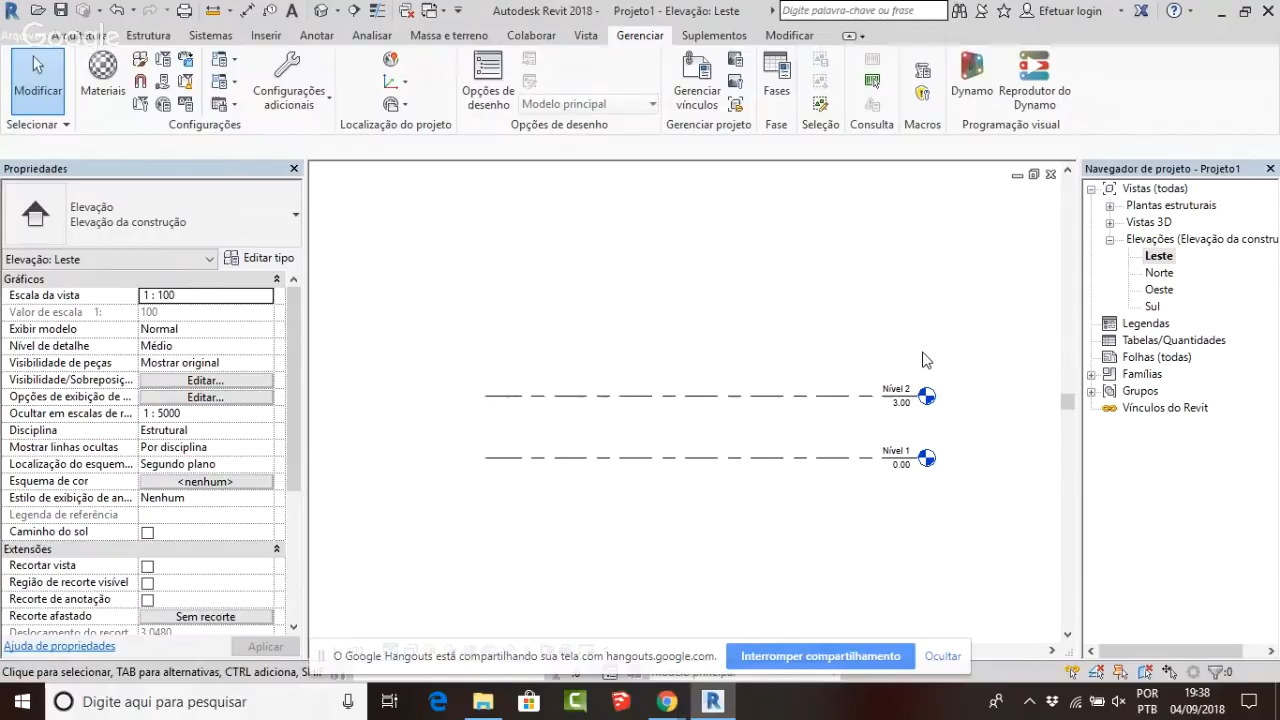 Autodesk Revit 2018 - Projeto1 - Elevação: Leste
Digite palavra-chave ou frase
Efetuar login
Google
Estrutura
Sistemas
Inserir
Anotar
Analisar
Massa e terreno
Colaborar
Vista
Gerenciar
Suplementos
Modificar
Modificar
Materiais
Configurações
adicionais
Opções de
desenho
Modelo principal
Gerenciar
vínculos
Fases
Dynamo
Reprodutor do
Dynamo
Selecionar
Configurações
Localização do projeto
Opções de desenho
Gerenciar projeto
Fase
Seleção
Consulta
Macros
Programação visual
Propriedades
Elevação
Elevação da construção
Elevação: Leste
Editar tipo
Gráficos
Escala da vista 1 : 100
Valor de escala 1: 100
Exibir modelo Normal
Nível de detalhe Médio
Visibilidade de peças Mostrar original
Visibilidade/Sobreposiç... Editar...
Opções de exibição de ... Editar...
Ocultar em escalas de r... 1 : 5000
Disciplina Estrutural
Mostrar linhas ocultas Por disciplina
Localização do esquem... Segundo plano
Esquema de cor <nenhum>
Estilo de exibição de an... Nenhum
Legenda de referência
Caminho do sol
Extensões
Recortar vista
Região de recorte visível
Recorte de anotação
Recorte afastado Sem recorte
Deslocamento do recort... 3.0480
Ajuda de propriedades
Aplicar
Nível 2
3.00
Nível 1
0.00
Navegador de projeto - Projeto1
Vistas (todas)
Plantas estruturais
Vistas 3D
Elevações (Elevação da constru
Leste
Norte
Oeste
Sul
Legendas
Tabelas/Quantidades
Folhas (todas)
Famílias
Grupos
Vínculos do Revit
O Google Hangouts está compartilhando sua tela com hangouts.google.com.
Interromper compartilhamento
Ocultar
Clique para selecionar, TAB para alternativas, CTRL adiciona, S
:0
Digite aqui para pesquisar
POR
PTB
19:38
04/09/2018